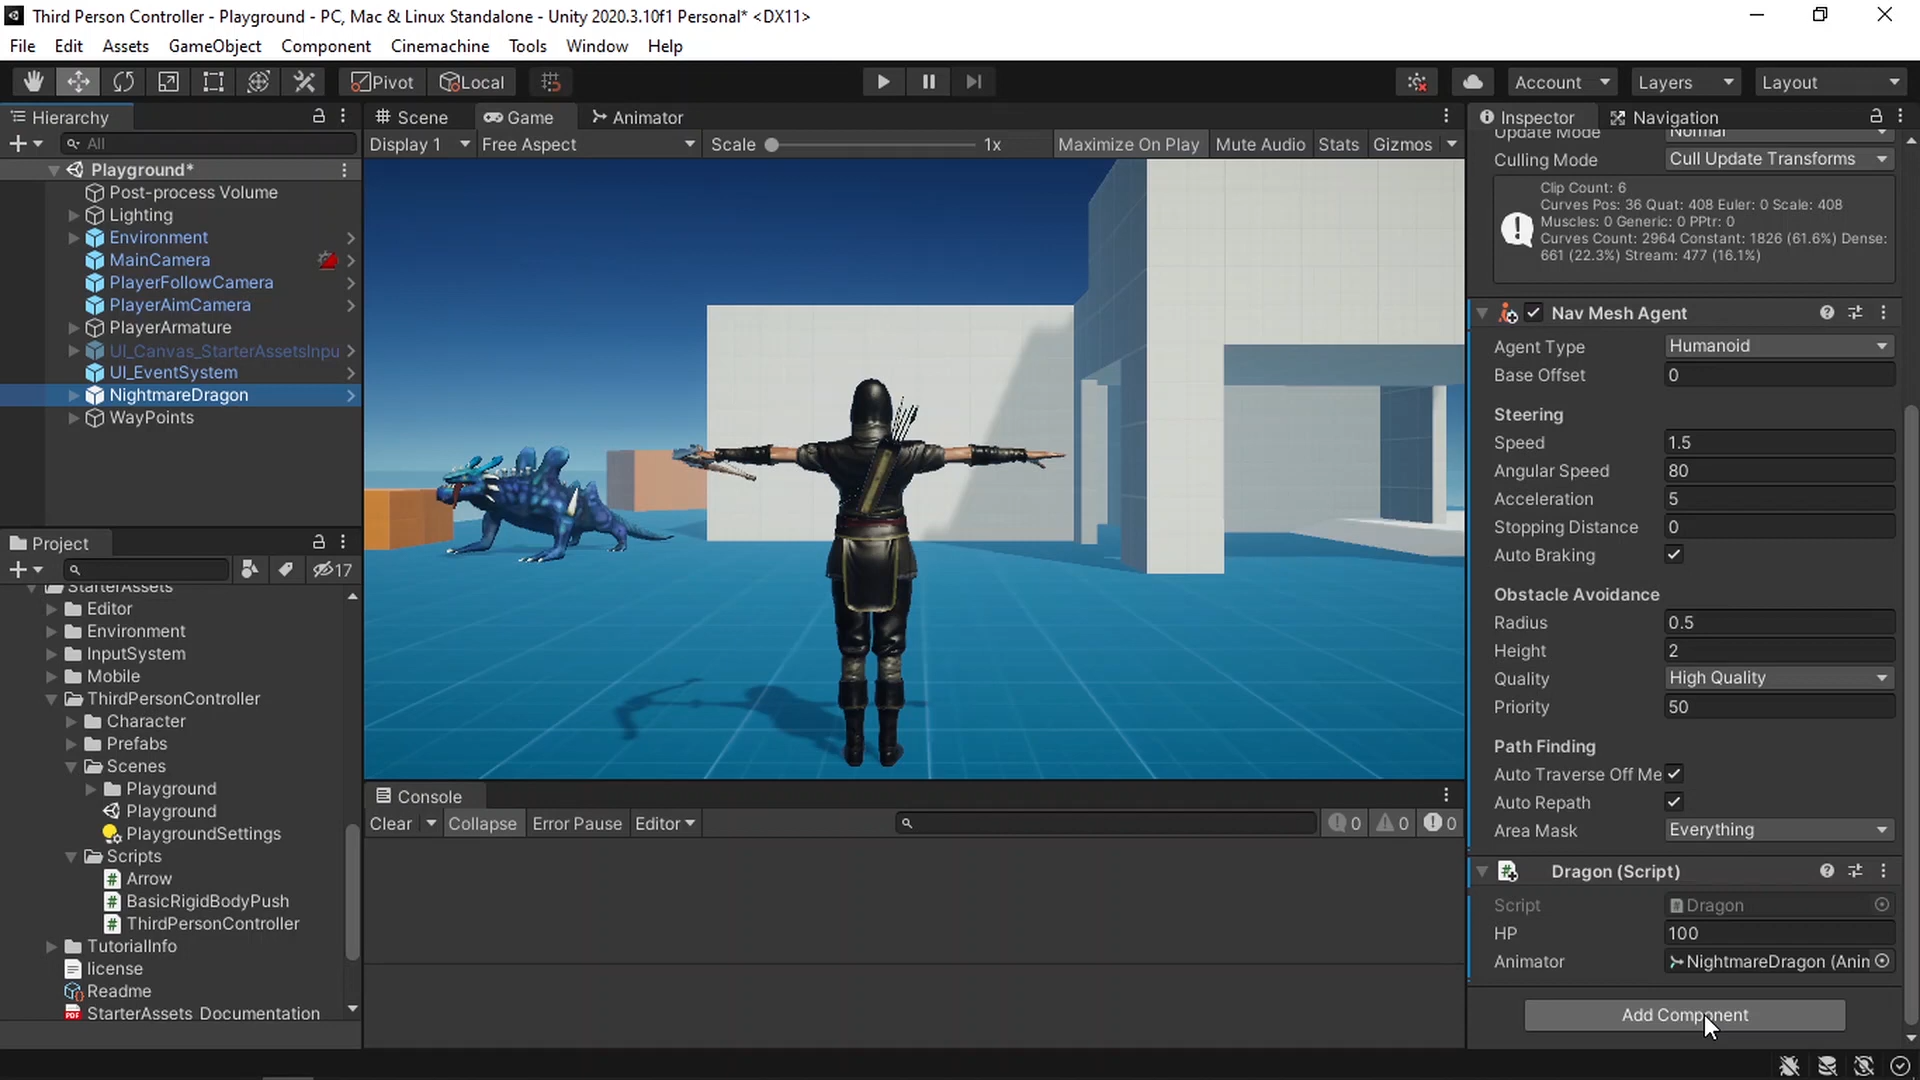 Third Person Controller - Playground - PC, Mac & Linux Standalone - Unity 2020.3.10f1 Personal* <DX11>
File Edit Assets GameObject Component Cinemachine Tools Window Help
Pivot Local Account Layers Layout
Hierarchy
All
Playground*
Post-process Volume
Lighting
Environment
MainCamera
PlayerFollowCamera
PlayerAimCamera
PlayerArmature
UI_Canvas_StarterAssetsInpu
UI_EventSystem
NightmareDragon
WayPoints
Project
17
StarterAssets
Editor
Environment
InputSystem
Mobile
ThirdPersonController
Character
Prefabs
Scenes
Playground
Playground
PlaygroundSettings
Scripts
Arrow
BasicRigidBodyPush
ThirdPersonController
TutorialInfo
license
Readme
StarterAssets Documentation
Scene Game Animator
Display 1 Free Aspect Scale 1x Maximize On Play Mute Audio Stats Gizmos
Console
Clear Collapse Error Pause Editor 0 0 0
Inspector Navigation
Update Mode Normal
Culling Mode Cull Update Transforms
Clip Count: 6
Curves Pos: 36 Quat: 408 Euler: 0 Scale: 408
Muscles: 0 Generic: 0 PPtr: 0
Curves Count: 2964 Constant: 1826 (61.6%) Dense:
661 (22.3%) Stream: 477 (16.1%)
Nav Mesh Agent
Agent Type Humanoid
Base Offset 0
Steering
Speed 1.5
Angular Speed 80
Acceleration 5
Stopping Distance 0
Auto Braking
Obstacle Avoidance
Radius 0.5
Height 2
Quality High Quality
Priority 50
Path Finding
Auto Traverse Off Me
Auto Repath
Area Mask Everything
Dragon (Script)
Script Dragon
HP 100
Animator NightmareDragon (Anin
Add Component